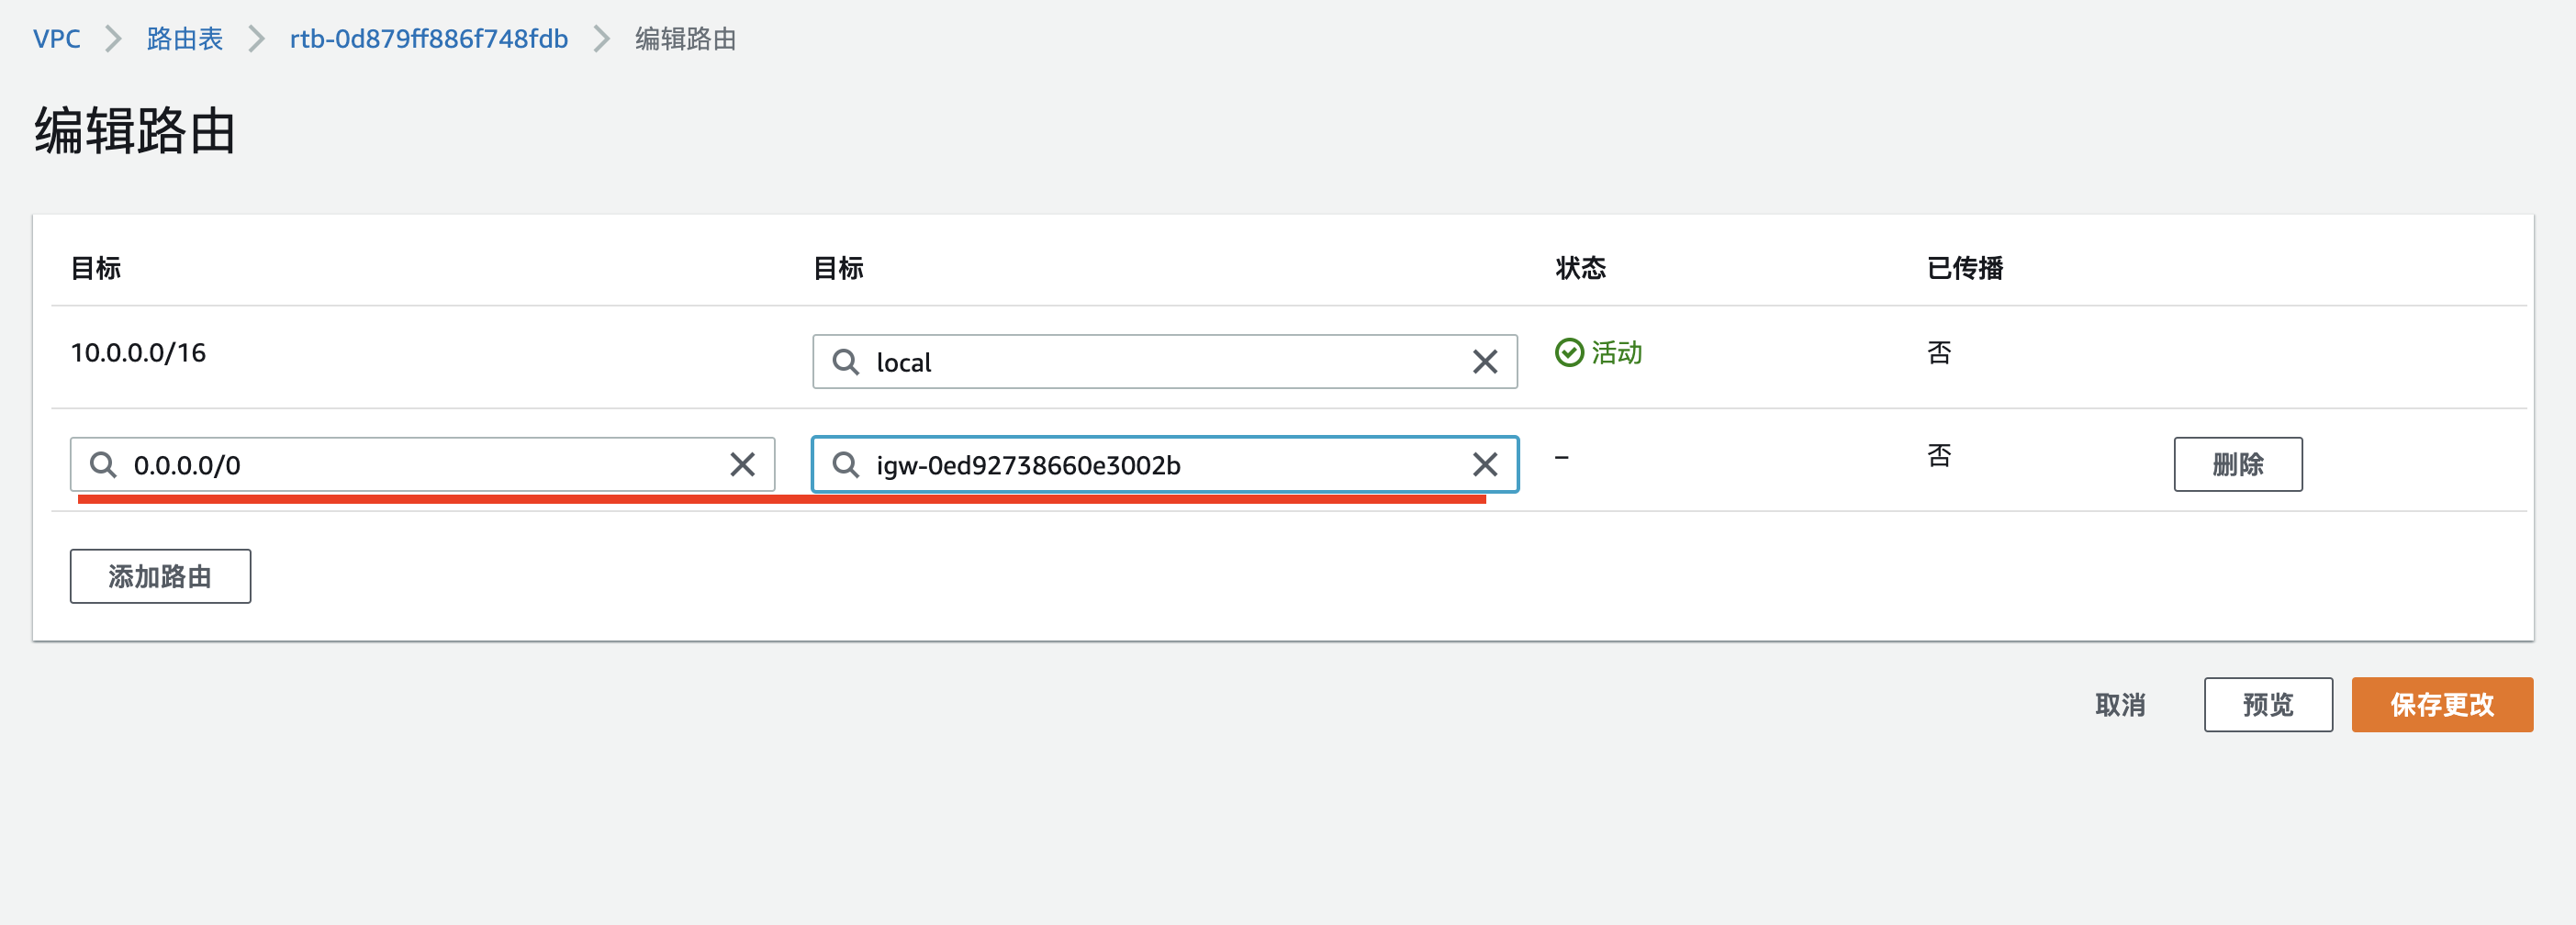 VPC > 路由表 > rtb-0d879ff886f748fdb > 编辑路由
编辑路由
目标 目标 状态 已传播
10.0.0.0/16 local 活动 否
0.0.0.0/0 igw-0ed92738660e3002b – 否 删除
添加路由
取消 预览 保存更改